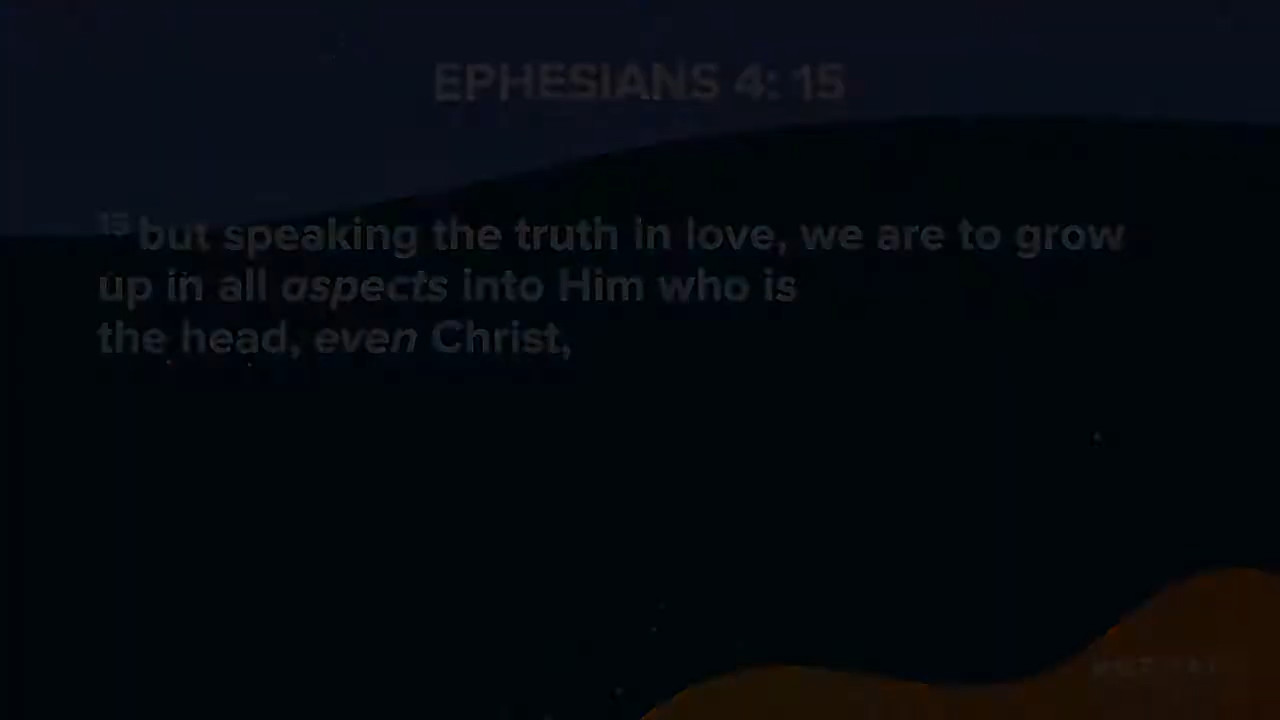 EPHESIANS 4: 15
15 but speaking the truth in love, we are to grow
up in all aspects into Him who is
the head, even Christ,